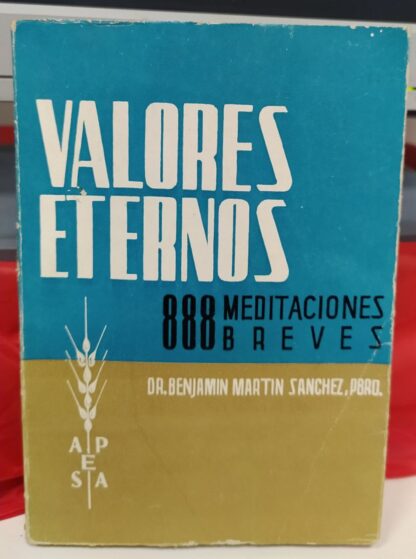 VALORES
ETERNOS
888 MEDITACIONES
BREVES
DR. BENJAMIN MARTIN SANCHEZ, PBRO.
A P
E
S A